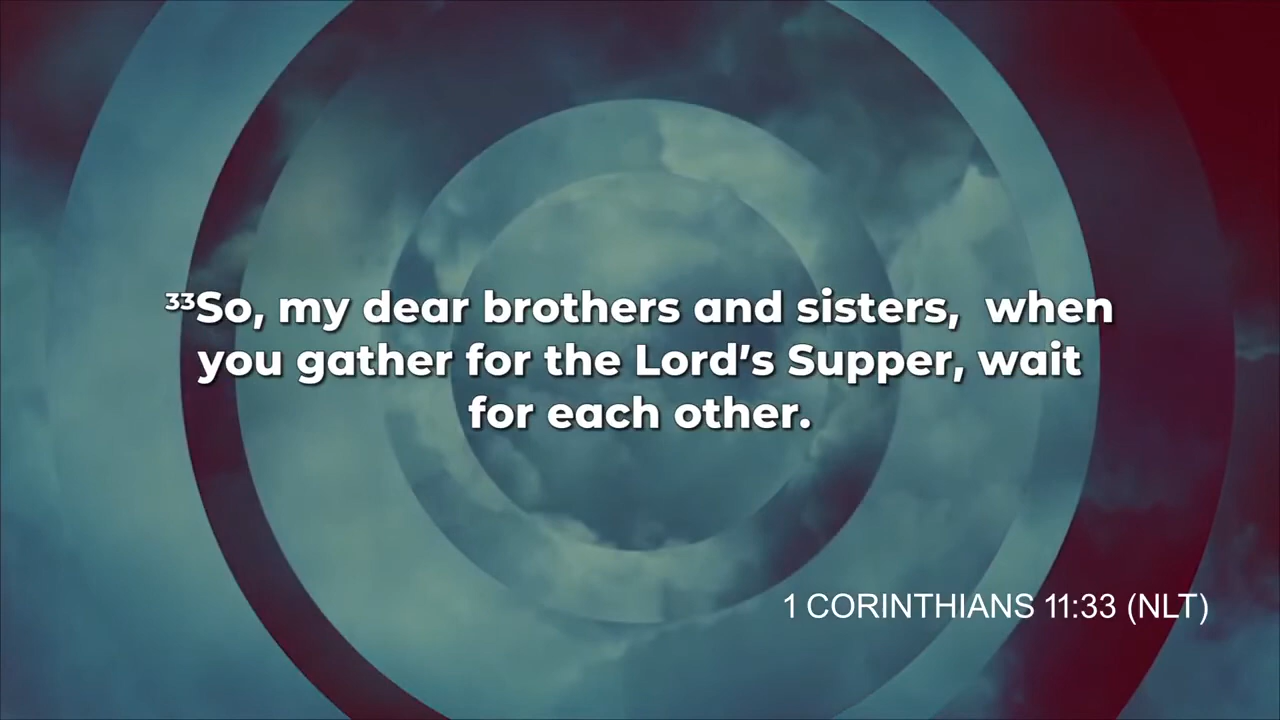 ³³So, my dear brothers and sisters,  when
you gather for the Lord’s Supper, wait
for each other.
1 CORINTHIANS 11:33 (NLT)